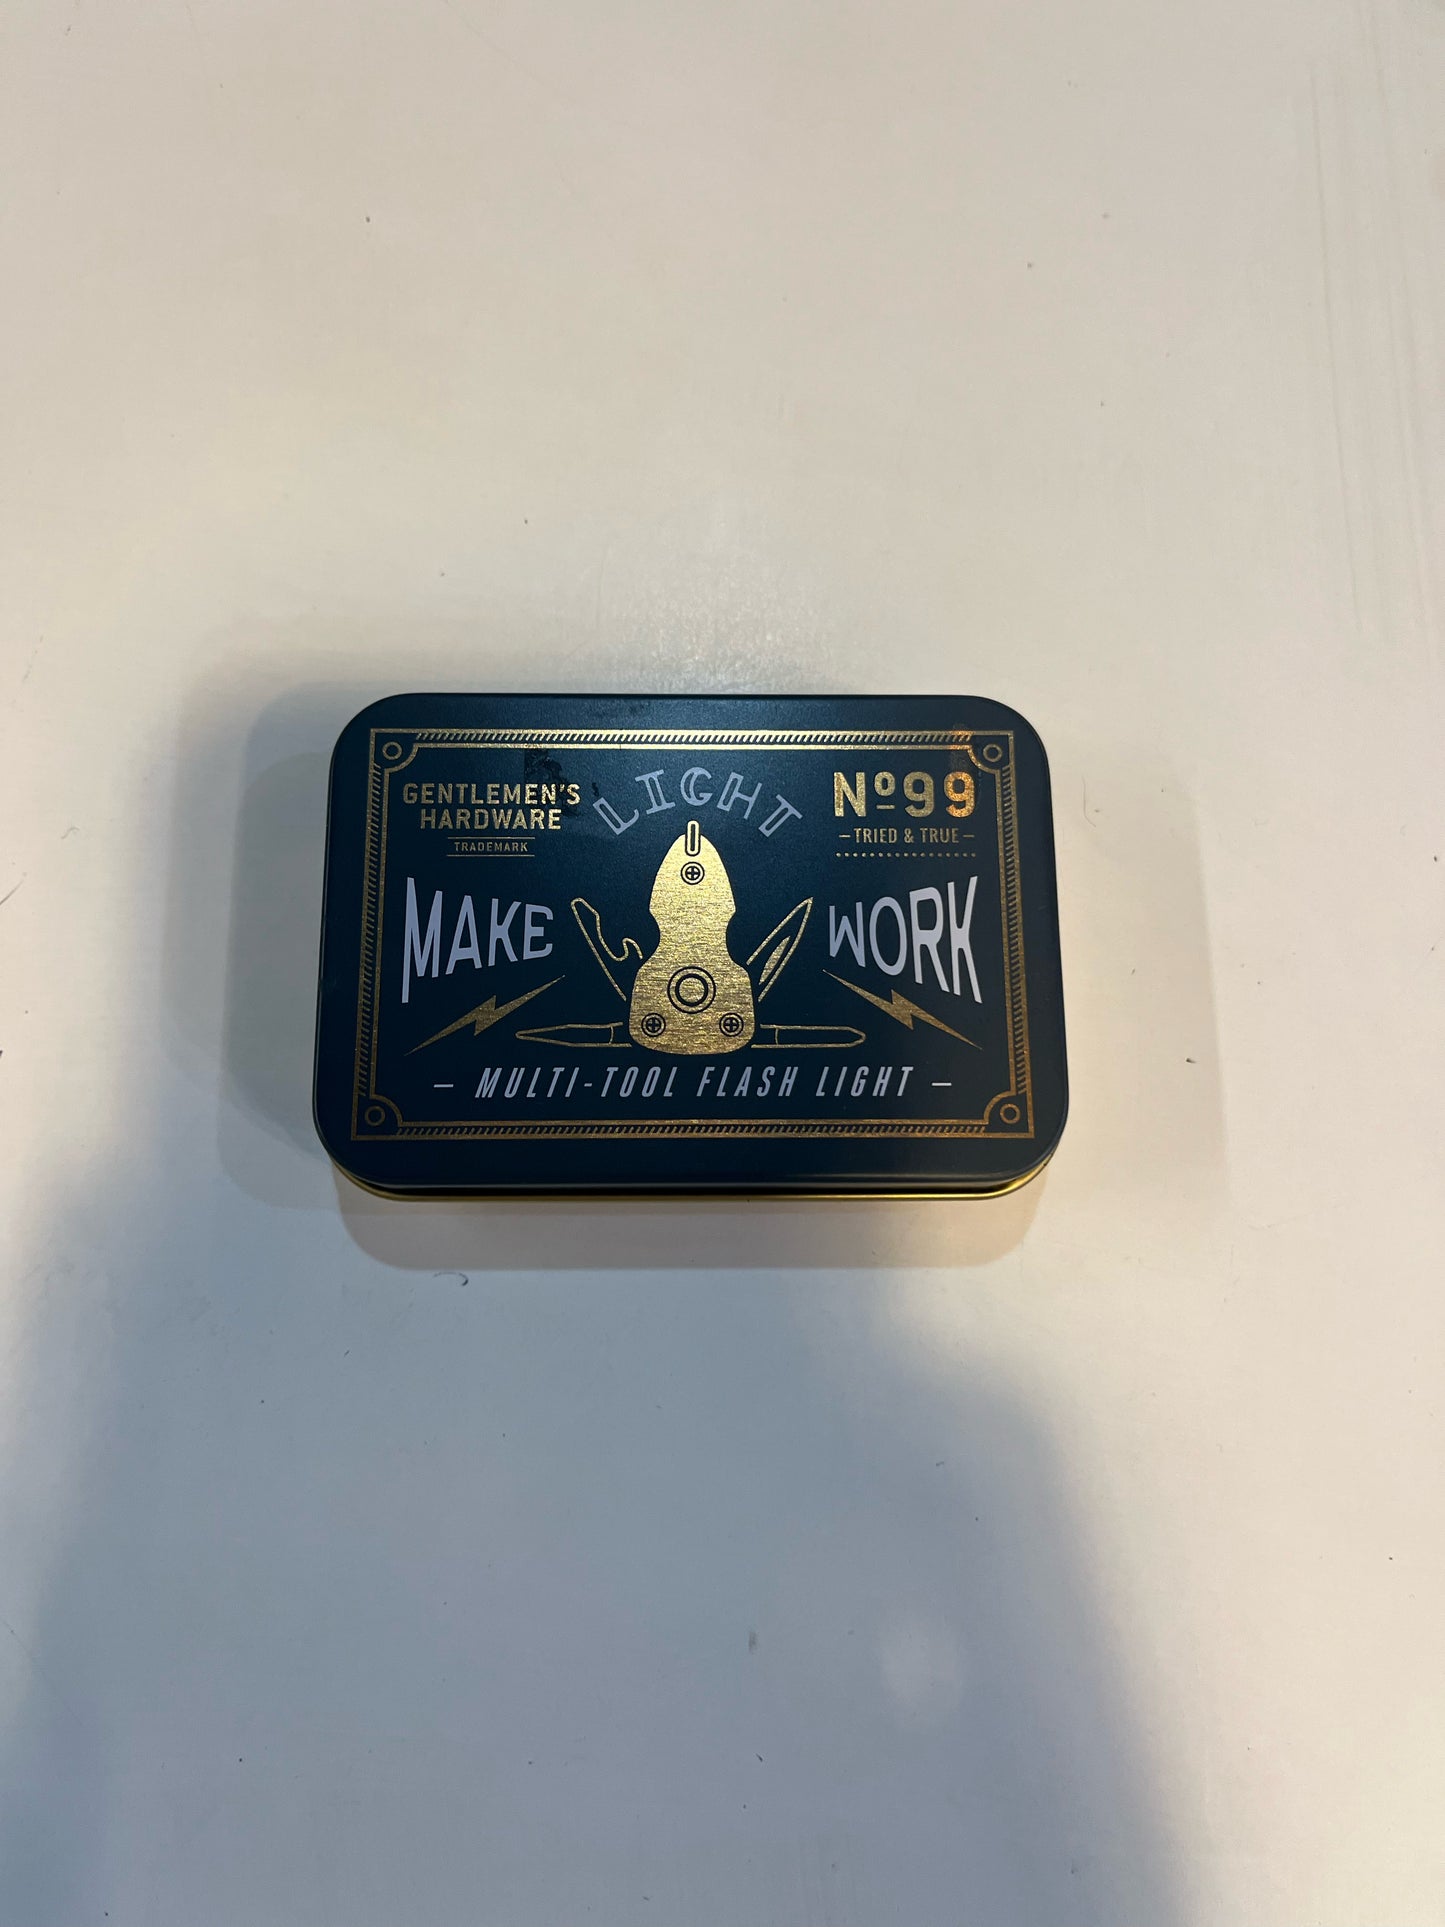 GENTLEMEN'S
HARDWARE
TRADEMARK
Nº99
– TRIED & TRUE –
MAKE
LIGHT
WORK
– MULTI-TOOL FLASH LIGHT –